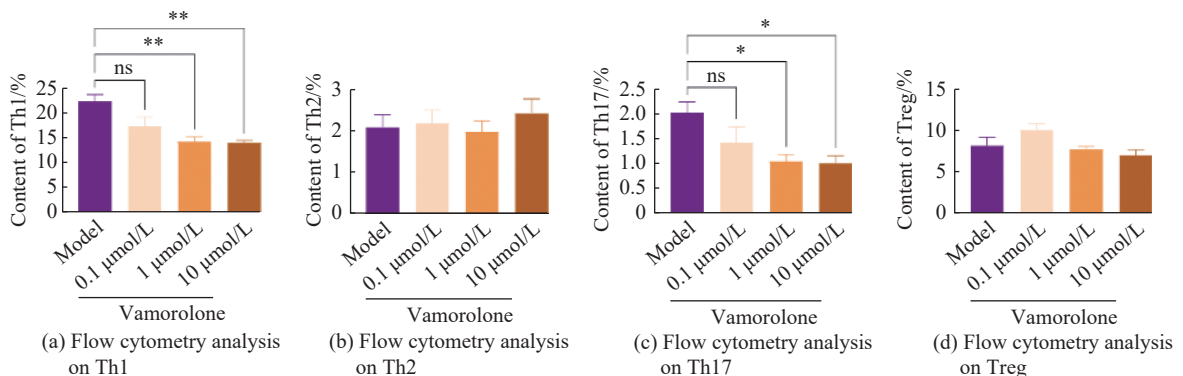 **
**
ns
Content of Th1/%
25
20
15
10
5
0
Model
0.1 μmol/L
1 μmol/L
10 μmol/L
Vamorolone
(a) Flow cytometry analysis
on Th1
Content of Th2/%
3
2
1
0
Model
0.1 μmol/L
1 μmol/L
10 μmol/L
Vamorolone
(b) Flow cytometry analysis
on Th2
*
*
ns
Content of Th17/%
2.5
2.0
1.5
1.0
0.5
0
Model
0.1 μmol/L
1 μmol/L
10 μmol/L
Vamorolone
(c) Flow cytometry analysis
on Th17
Content of Treg/%
15
10
5
0
Model
0.1 μmol/L
1 μmol/L
10 μmol/L
Vamorolone
(d) Flow cytometry analysis
on Treg